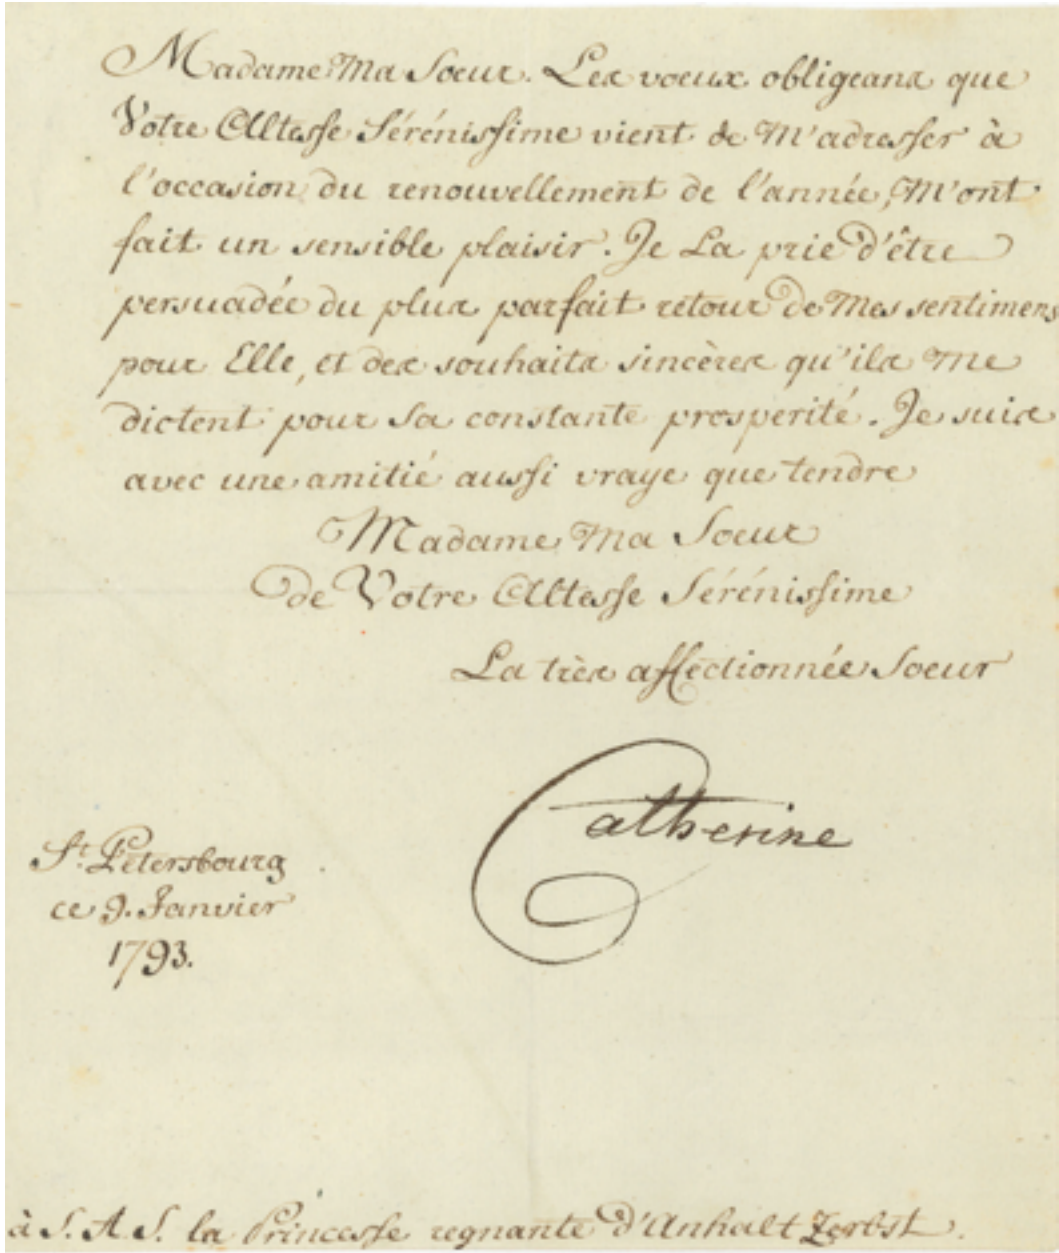 Madame Ma Soeur. Les voeux obligeans que
Votre Altesse Sérénissime vient de M'adresser à
l'occasion du renouvellement de l'année, M'ont
fait un sensible plaisir. Je La prie d'être
persuadée du plus parfait retour de Mes sentimens
pour Elle, et des souhaits sincères qu'ils Me
dictent pour Sa constante prosperité. Je suis
avec une amitié aussi vraye que tendre
Madame Ma Soeur
de Votre Altesse Sérénissime
La très affectionnée Soeur
Catherine
St. Pétersbourg
ce 9. Janvier
1793.
à S. A S. la Princesse regnante d'Anhalt Zerbst.